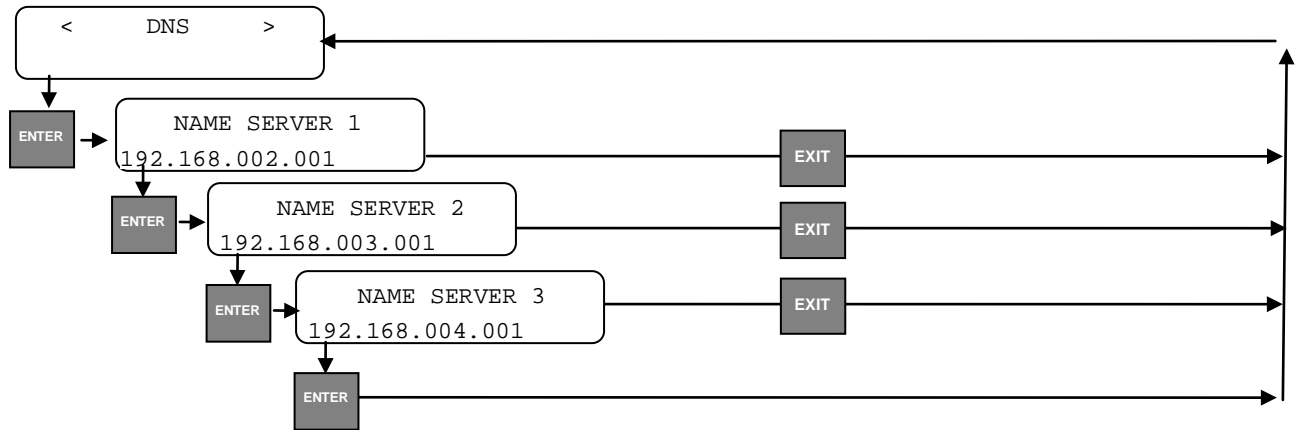 < DNS >
ENTER
NAME SERVER 1
192.168.002.001
EXIT
ENTER
NAME SERVER 2
192.168.003.001
EXIT
ENTER
NAME SERVER 3
192.168.004.001
EXIT
ENTER